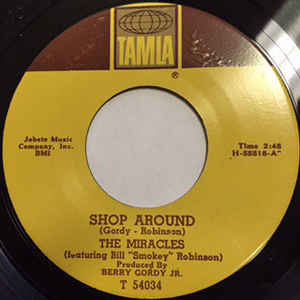 TAMLA
®
Jobete Music
Company, Inc.
BMI
Time 2:48
H-55518-A
SHOP AROUND
(Gordy - Robinson)
THE MIRACLES
(featuring Bill "Smokey" Robinson)
Produced By
BERRY GORDY JR.
T 54034